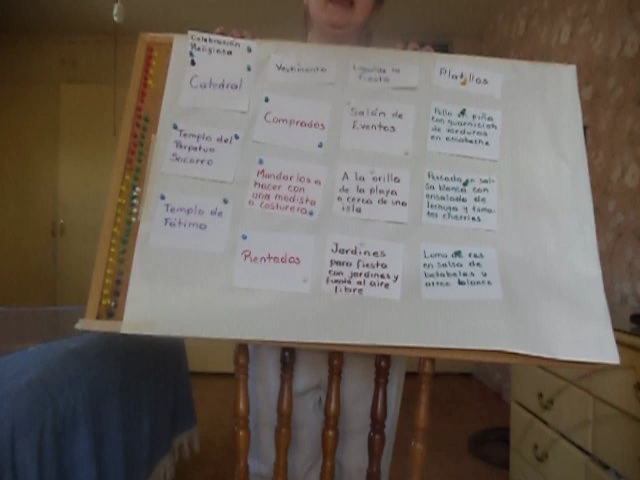 Celebración
Religiosa
Catedral
Templo del
Perpetuo
Socorro
Templo de
Fátima
Vestimenta
Comprados
Mandarlos a
hacer con
una modista
o costurera
Rentados
Lugar de la
fiesta
Salón de
Eventos
A la orilla
de la playa
o cerca de una
isla
Jardines
para fiesta
con jardines y
fuente al aire
libre
Platillos
Pollo en piña
con guarnición
de verduras
en escabeche
Pescado en sal-
sa blanca con
ensalada de
lechuga y toma-
tes cherries
Lomo de res
en salsa de
betabeles y
arroz blanco